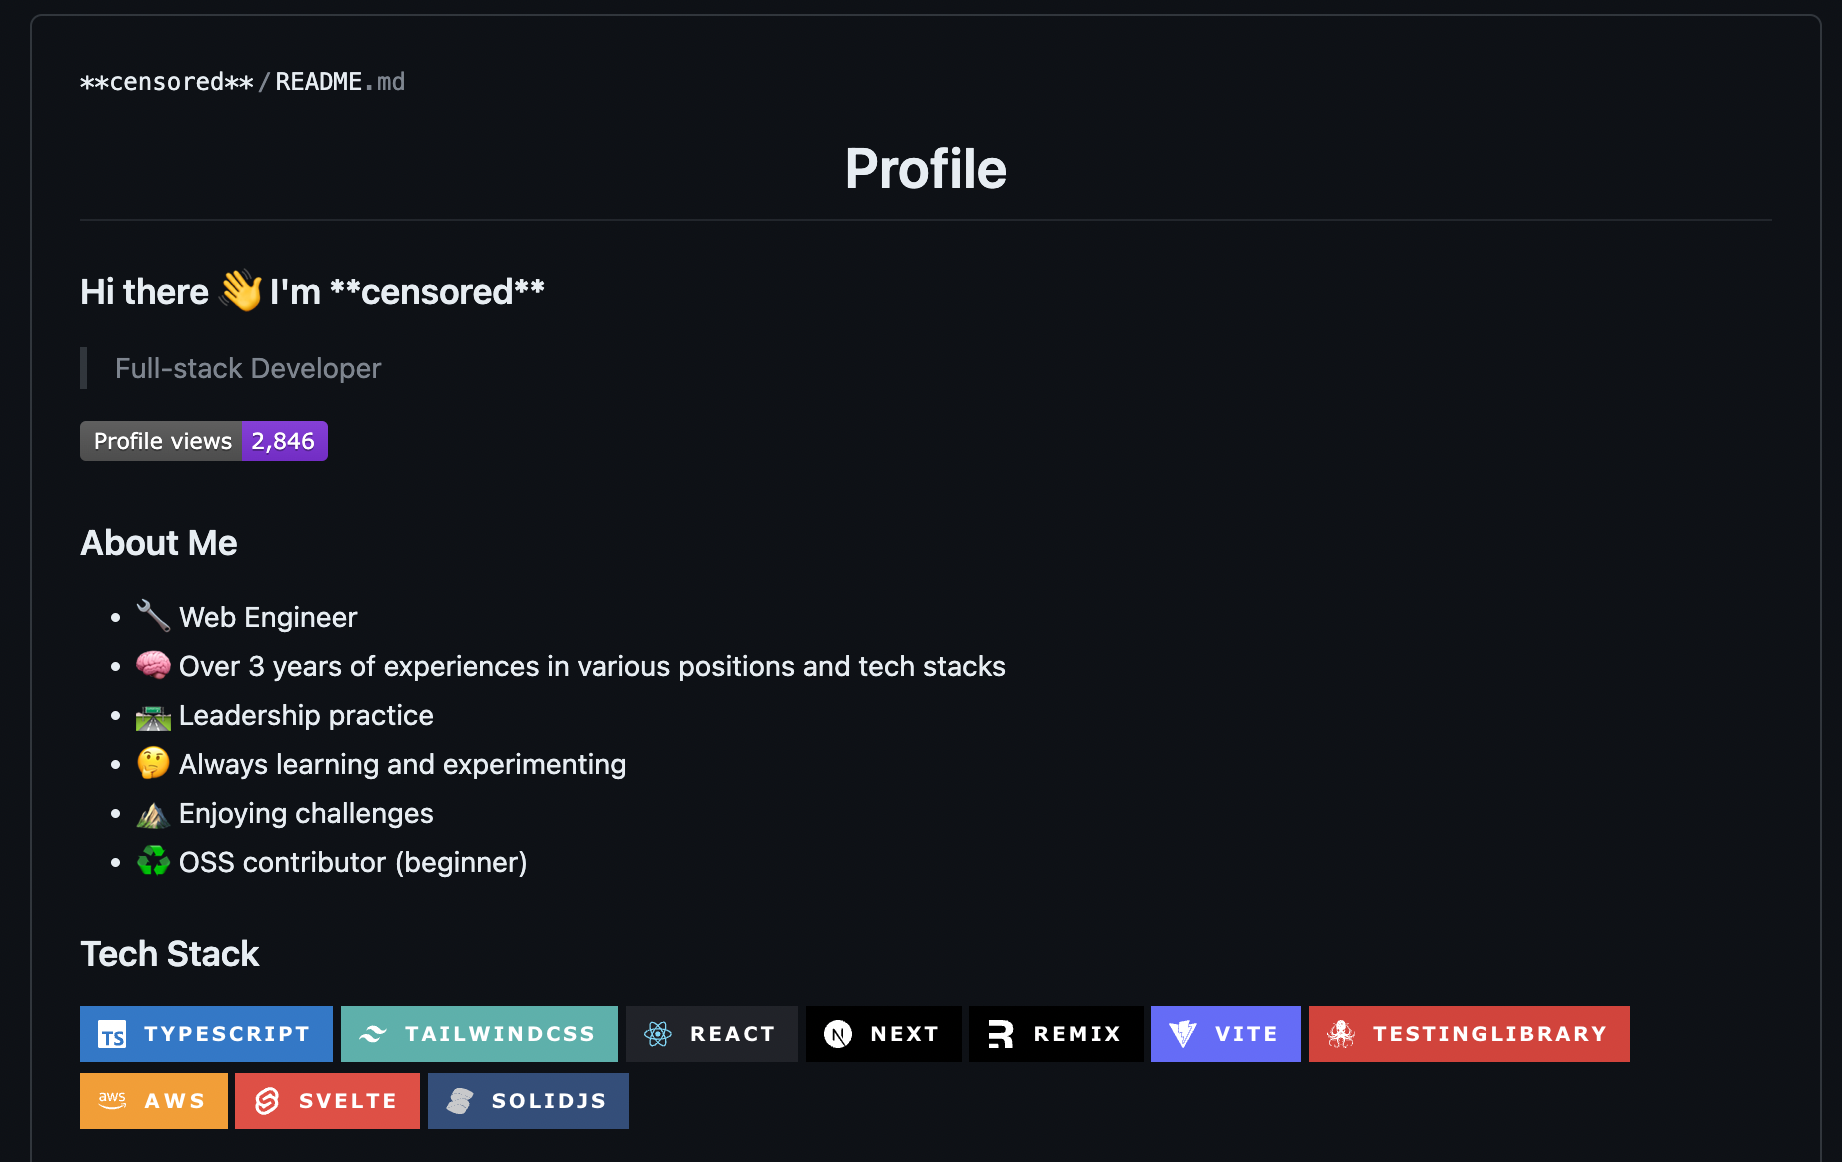 **censored**/README.md
Profile
Hi there 👋 I'm **censored**
Full-stack Developer
Profile views 2,846
About Me
• 🔧 Web Engineer
• 🧠 Over 3 years of experiences in various positions and tech stacks
• 🛣️ Leadership practice
• 🤔 Always learning and experimenting
• ⛰️ Enjoying challenges
• ♻️ OSS contributor (beginner)
Tech Stack
TS TYPESCRIPT TAILWINDCSS REACT N NEXT R REMIX VITE TESTINGLIBRARY
aws AWS SVELTE SOLIDJS